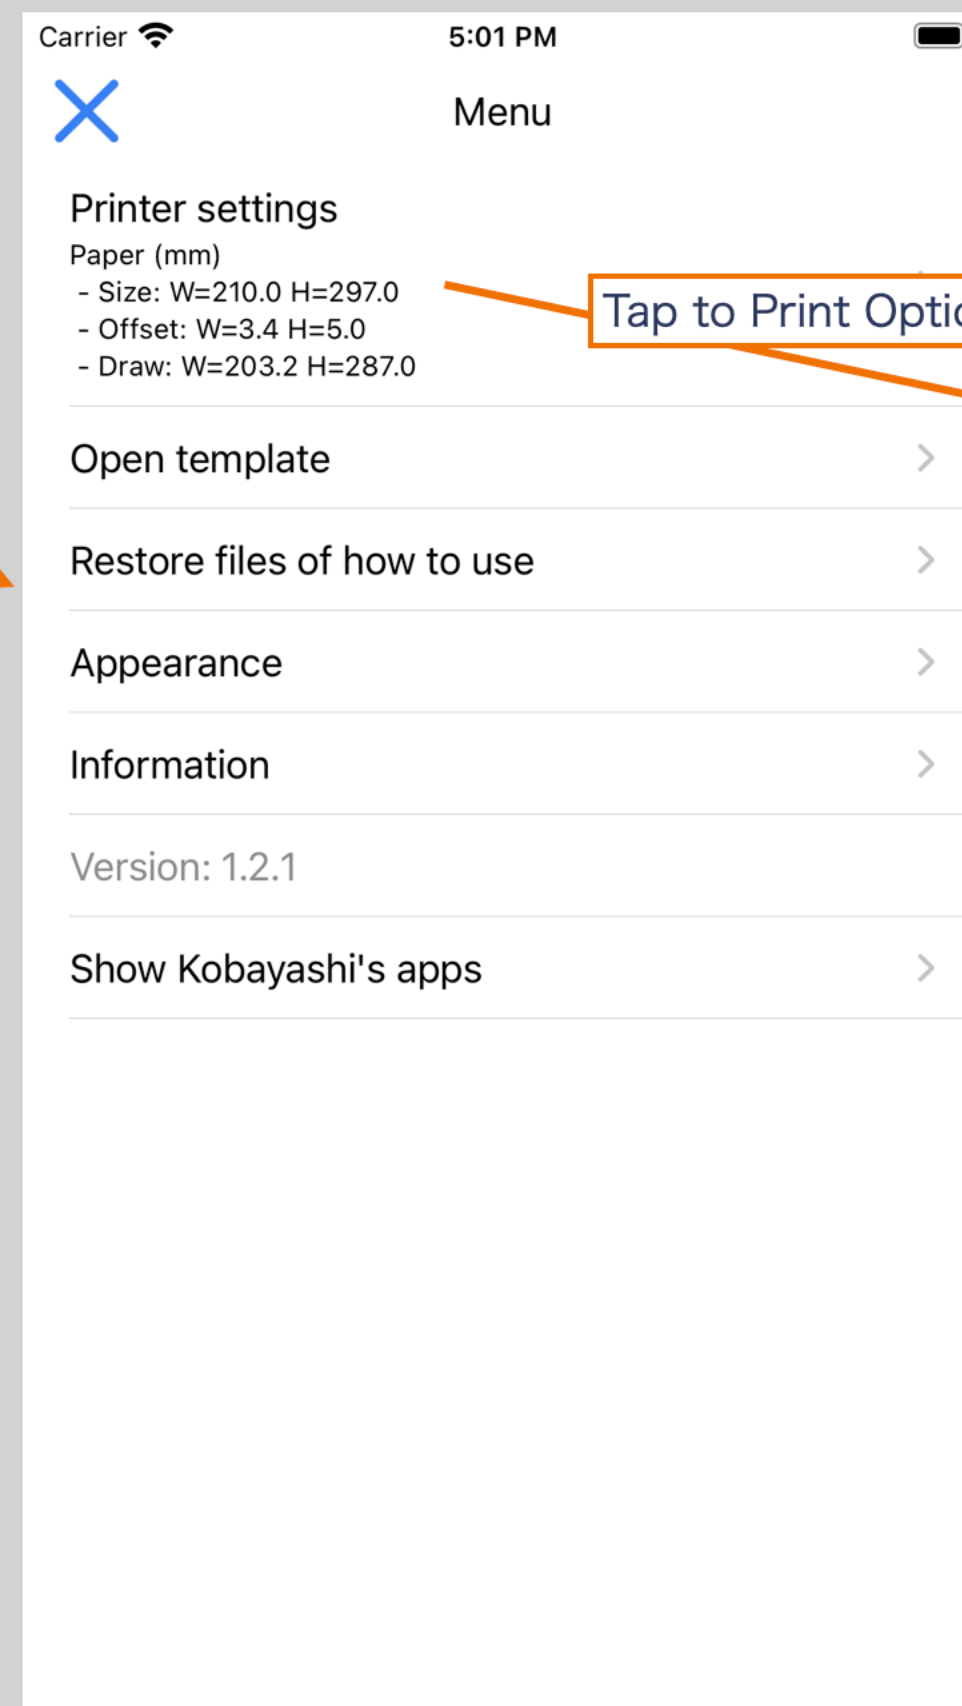 Carrier 5:01 PM
Menu
Printer settings
Paper (mm)
- Size: W=210.0 H=297.0
- Offset: W=3.4 H=5.0
- Draw: W=203.2 H=287.0
Tap to Print
Open template
Restore files of how to use
Appearance
Information
Version: 1.2.1
Show Kobayashi's apps